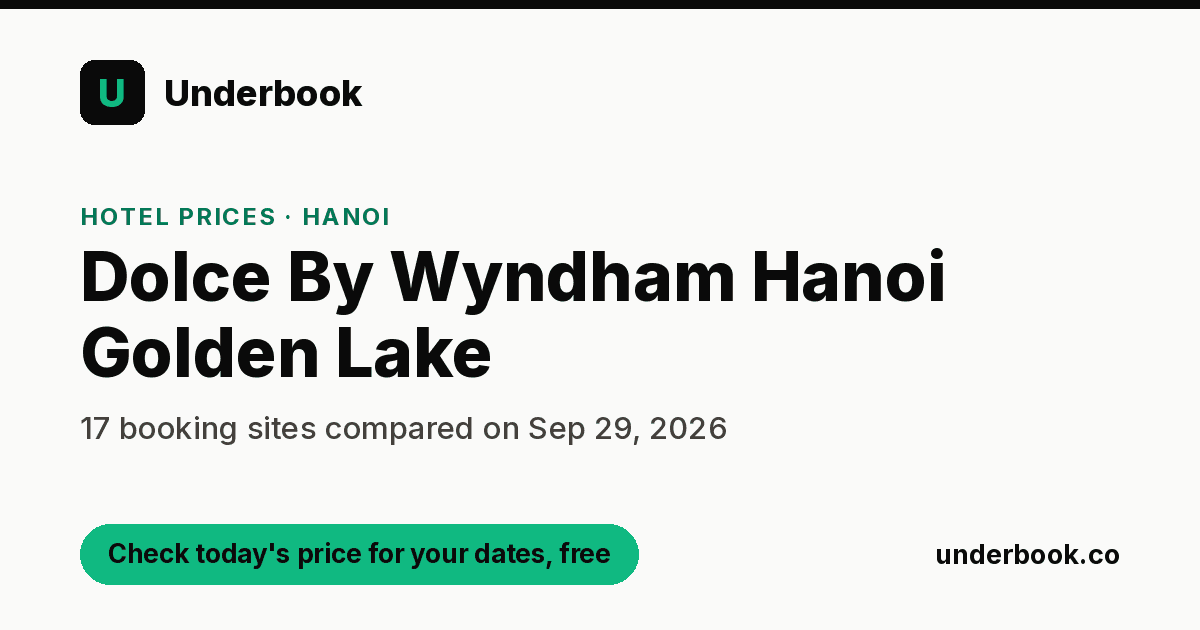 U Underbook
HOTEL PRICES · HANOI
Dolce By Wyndham Hanoi
Golden Lake
17 booking sites compared on Sep 29, 2026
Check today's price for your dates, free
underbook.co